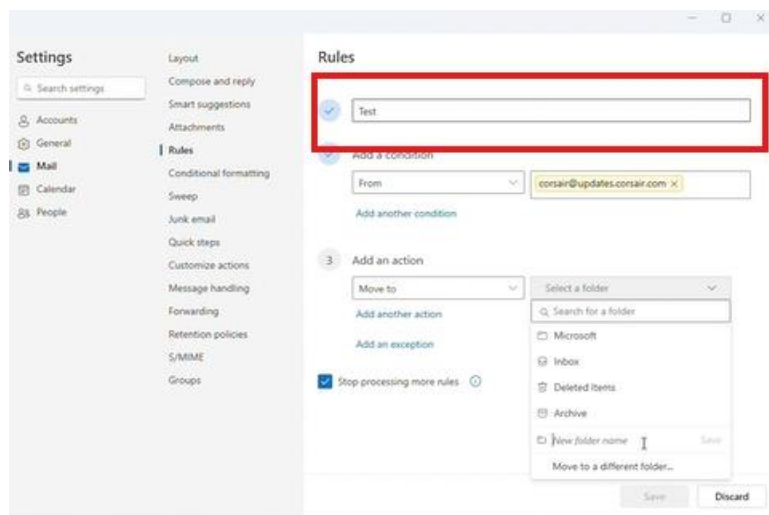 Settings
Search settings
Accounts
General
Mail
Calendar
People
Layout
Compose and reply
Smart suggestions
Attachments
Rules
Conditional formatting
Sweep
Junk email
Quick steps
Customize actions
Message handling
Forwarding
Retention policies
S/MIME
Groups
Rules
Test
Add a condition
From
corsair@updates.corsair.com ×
Add another condition
3 Add an action
Move to
Select a folder
Add another action
Add an exception
Stop processing more rules
Search for a folder
Microsoft
Inbox
Deleted Items
Archive
New folder name Save
Move to a different folder...
Save Discard